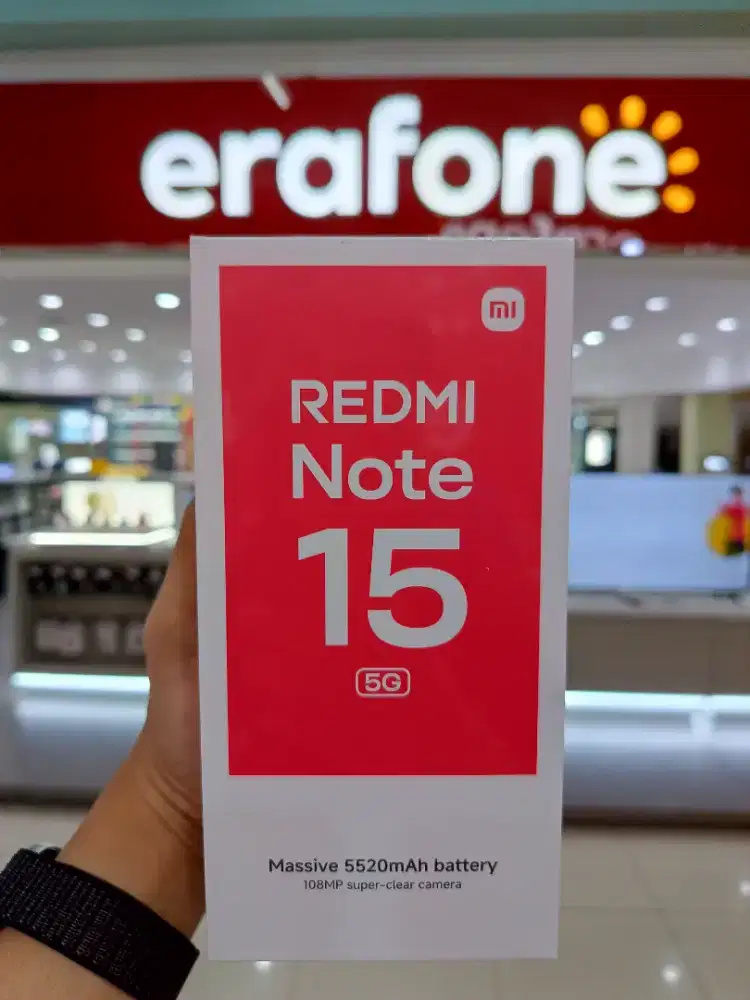 erafone
mi
REDMI
Note
15
5G
Massive 5520mAh battery
108MP super-clear camera